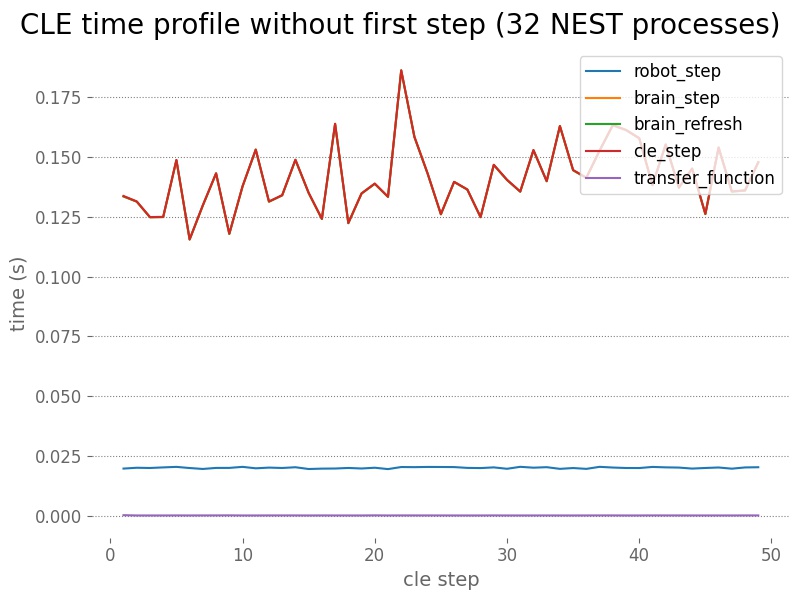 CLE time profile without first step (32 NEST processes)
robot_step
brain_step
brain_refresh
cle_step
transfer_function
time (s)
0.175
0.150
0.125
0.100
0.075
0.050
0.025
0.000
0 10 20 30 40 50
cle step